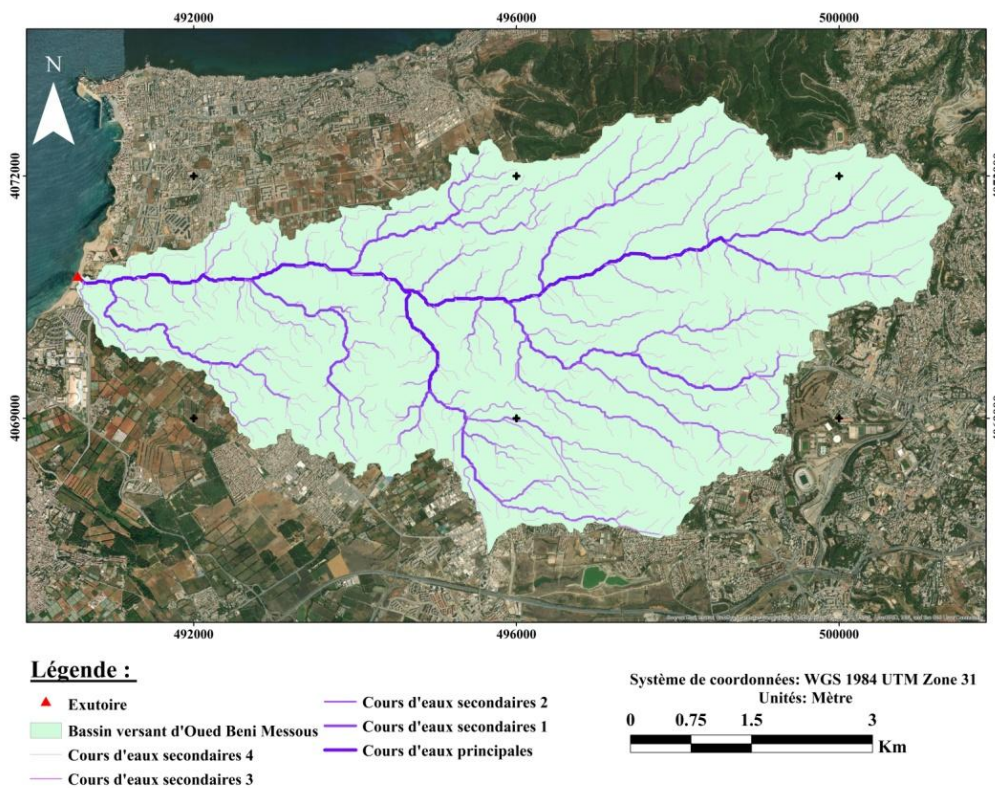 492000 496000 500000
N
4072000
4069000
492000 496000 500000
Légende :
Exutoire
Bassin versant d'Oued Beni Messous
Cours d'eaux secondaires 4
Cours d'eaux secondaires 3
Cours d'eaux secondaires 2
Cours d'eaux secondaires 1
Cours d'eaux principales
Système de coordonnées: WGS 1984 UTM Zone 31
Unités: Mètre
0 0.75 1.5 3
Km